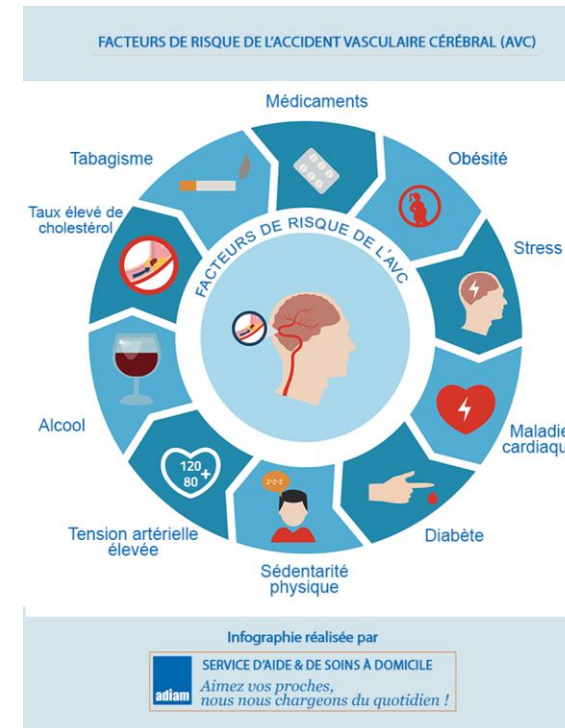 FACTEURS DE RISQUE DE L'ACCIDENT VASCULAIRE CÉRÉBRAL (AVC)
Médicaments
Obésité
Stress
Maladie
cardiaqu
Diabète
Sédentarité
physique
Tension artérielle
élevée
Alcool
Taux élevé de
cholestérol
Tabagisme
FACTEURS DE RISQUE DE L'AVC
120
80 +
z-z-z
Infographie réalisée par
adiam
SERVICE D'AIDE & DE SOINS À DOMICILE
Aimez vos proches,
nous nous chargeons du quotidien !